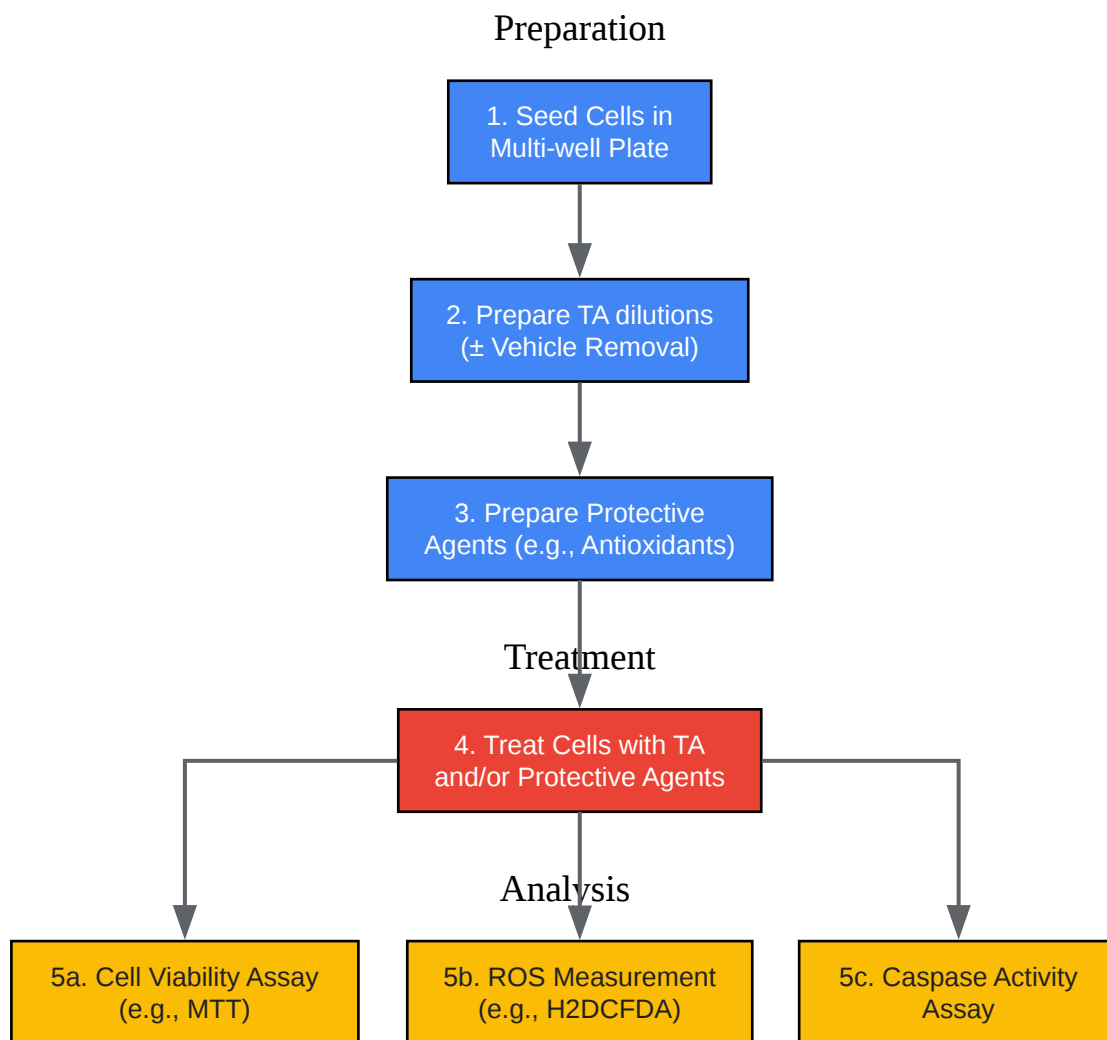 Preparation
1. Seed Cells in
Multi-well Plate
2. Prepare TA dilutions
(± Vehicle Removal)
3. Prepare Protective
Agents (e.g., Antioxidants)
Treatment
4. Treat Cells with TA
and/or Protective Agents
Analysis
5a. Cell Viability Assay
(e.g., MTT)
5b. ROS Measurement
(e.g., H2DCFDA)
5c. Caspase Activity
Assay